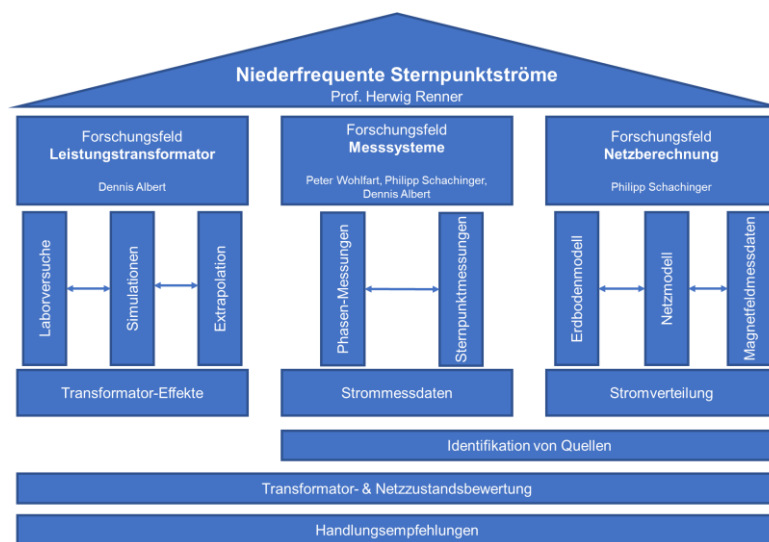 Niederfrequente Sternpunktströme
Prof. Herwig Renner
Forschungsfeld
Leistungstransformator
Dennis Albert
Forschungsfeld
Messsysteme
Peter Wohlfart, Philipp Schachinger,
Dennis Albert
Forschungsfeld
Netzberechnung
Philipp Schachinger
Laborversuche
Simulationen
Extrapolation
Phasen-Messungen
Sternpunktmessungen
Erdbodenmodell
Netzmodell
Magnetfeldmessdaten
Transformator-Effekte
Strommessdaten
Stromverteilung
Identifikation von Quellen
Transformator- & Netzzustandsbewertung
Handlungsempfehlungen